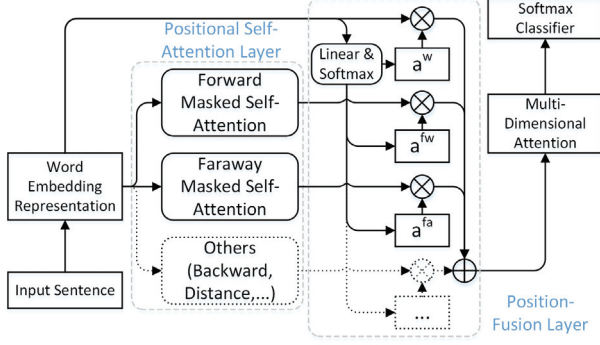 Softmax
Classifier
Positional Self-
Attention Layer
Linear &
Softmax
a^w
Forward
Masked Self-
Attention
a^fw
Multi-
Dimensional
Attention
Word
Embedding
Representation
Faraway
Masked Self-
Attention
a^fa
Others
(Backward,
Distance,...)
Input Sentence
...
Position-
Fusion Layer